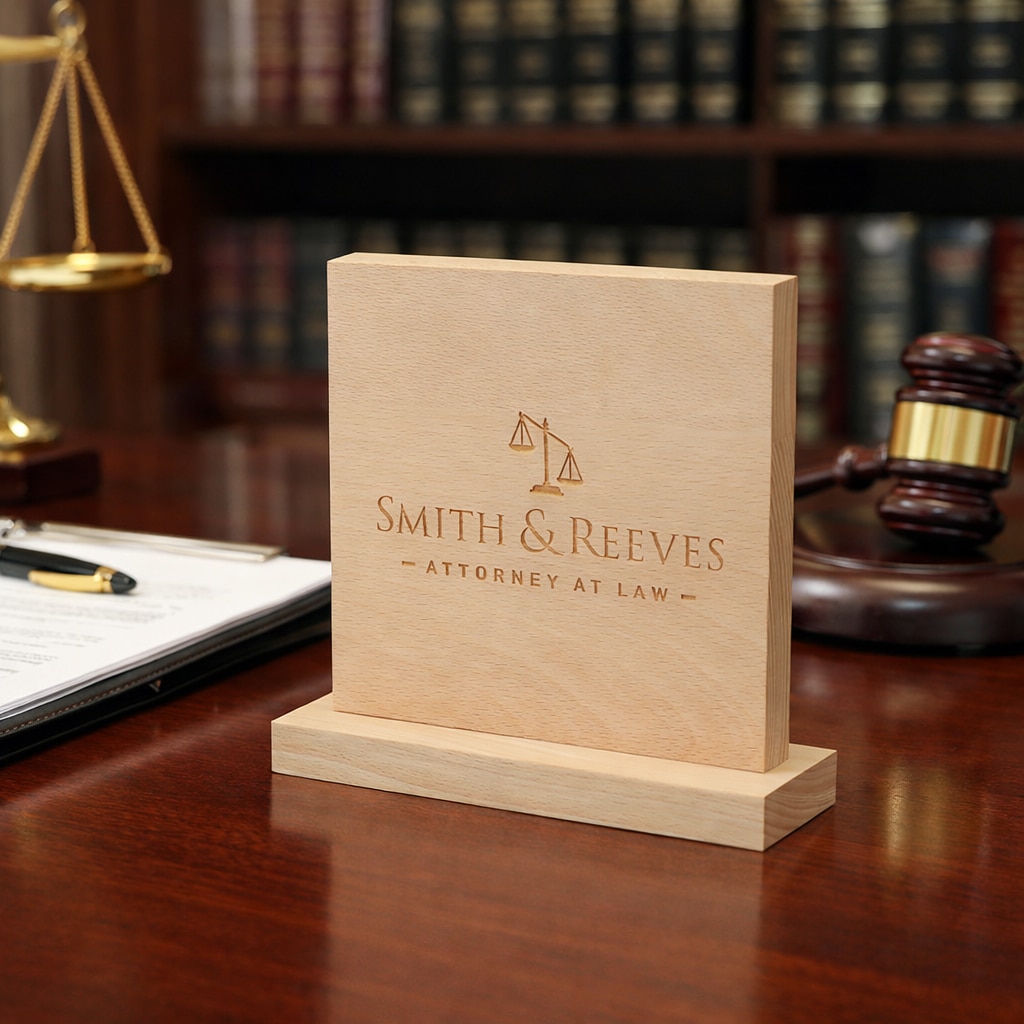 SMITH & REEVES
- ATTORNEY AT LAW -